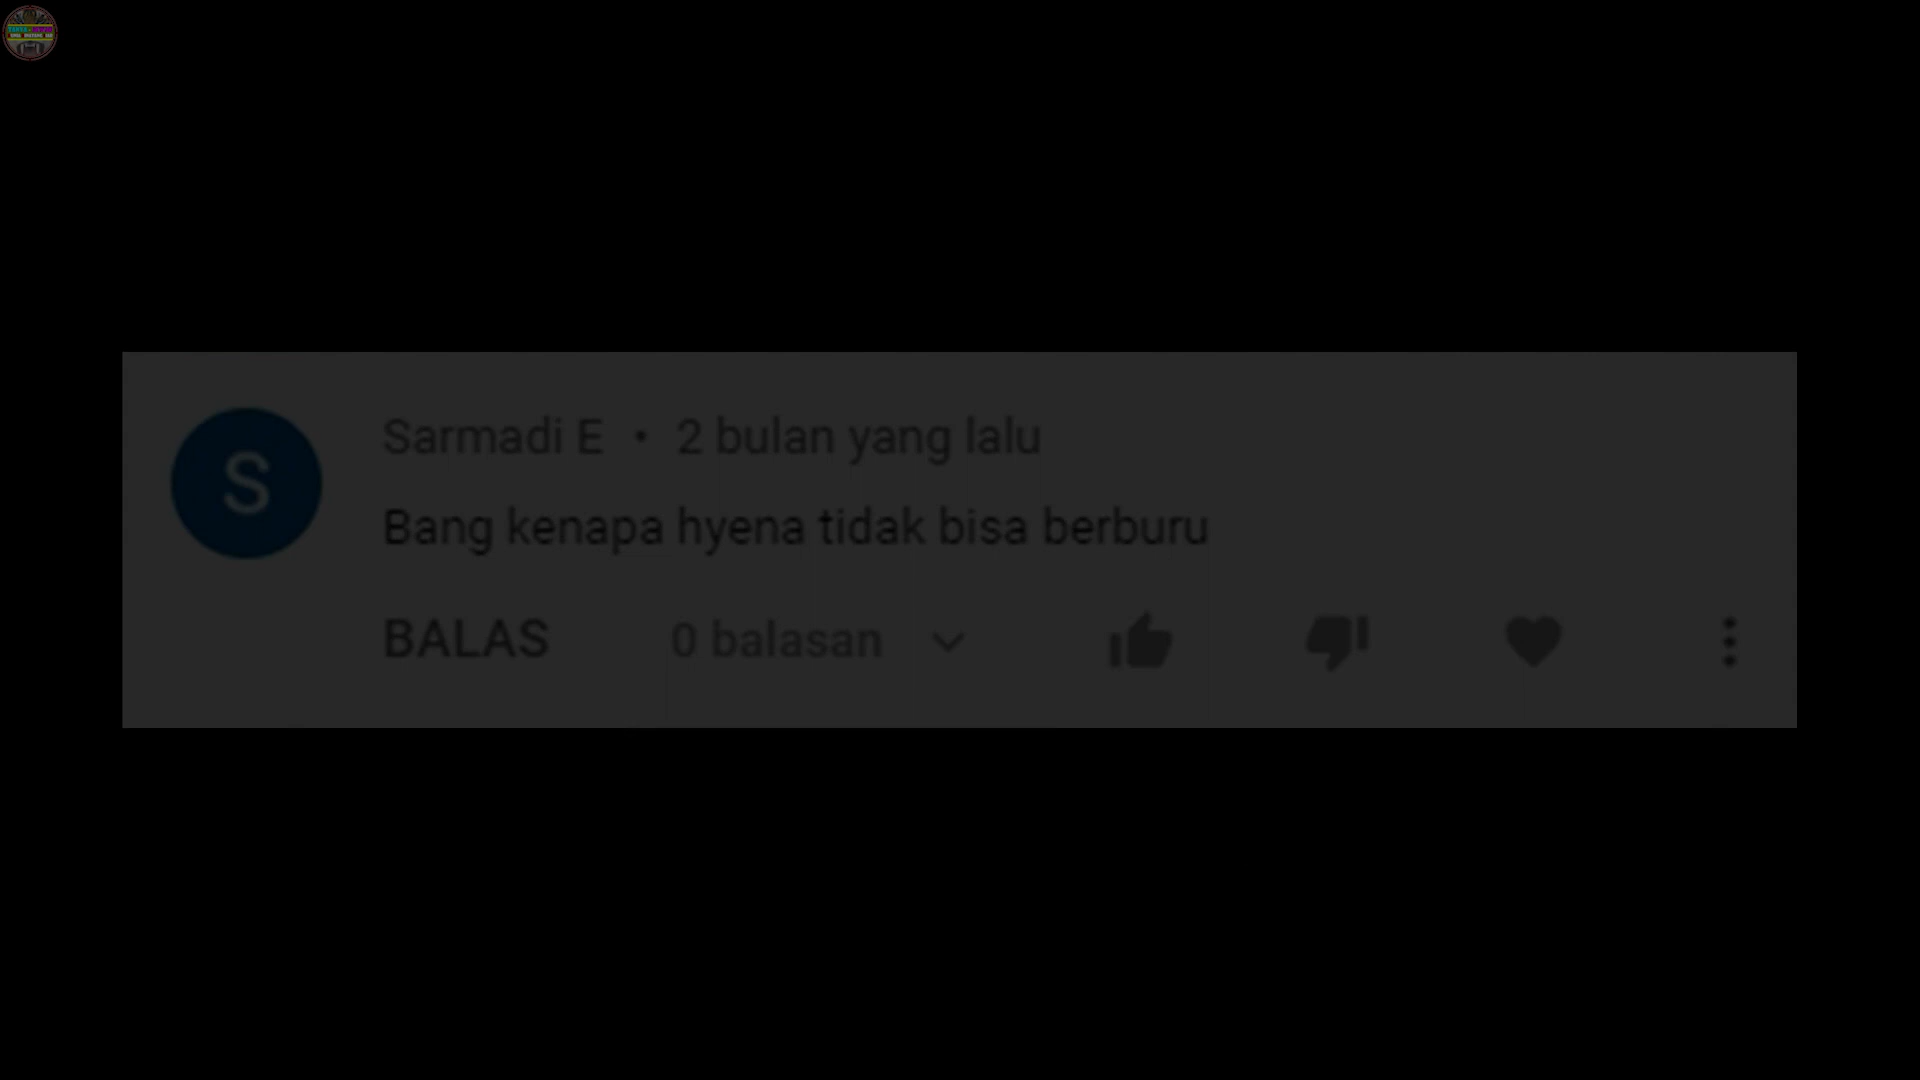 Sarmadi E • 2 bulan yang lalu
S
Bang kenapa hyena tidak bisa berburu
BALAS 0 balasan